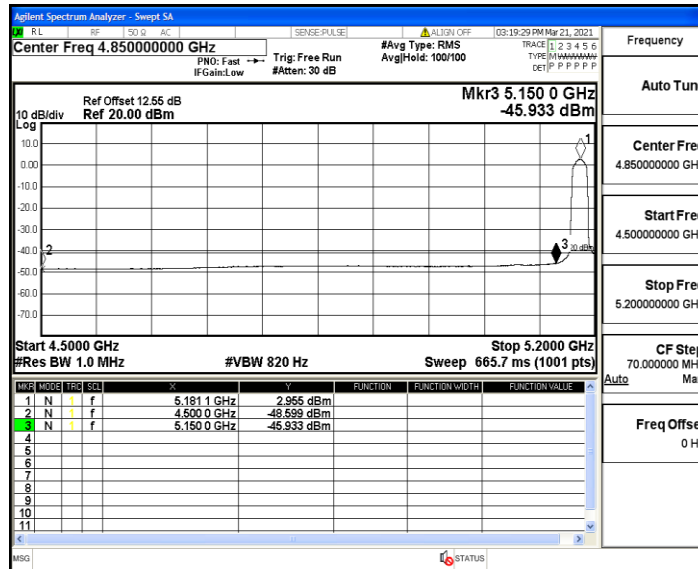 Agilent Spectrum Analyzer - Swept SA
RL RF 50 Ω AC SENSE:PULSE ALIGN OFF 03:19:29 PM Mar 21, 2021
Center Freq 4.850000000 GHz
PNO: Fast
IFGain:Low
Trig: Free Run
#Atten: 30 dB
#Avg Type: RMS
Avg|Hold: 100/100
TRACE 1 2 3 4 5 6
TYPE M W W W W W
DET P P P P P P
Mkr3 5.150 0 GHz
-45.933 dBm
Ref Offset 12.55 dB
10 dB/div Ref 20.00 dBm
Log
10.0
0.00
-10.0
-20.0
-30.0
-40.0
-50.0
-60.0
-70.0
1
2
3
Start 4.5000 GHz Stop 5.2000 GHz
#Res BW 1.0 MHz #VBW 820 Hz Sweep 665.7 ms (1001 pts)
MKR MODE TRC SCL X Y FUNCTION FUNCTION WIDTH FUNCTION VALUE
1 N 1 f 5.181 1 GHz 2.955 dBm
2 N 1 f 4.500 0 GHz -48.599 dBm
3 N 1 f 5.150 0 GHz -45.933 dBm
4
5
6
7
8
9
10
11
MSG STATUS
Frequency
Auto Tun
Center Fre
4.850000000 GH
Start Fre
4.500000000 GH
Stop Fre
5.200000000 GH
CF Step
70.000000 MH
Auto Ma
Freq Offse
0 H